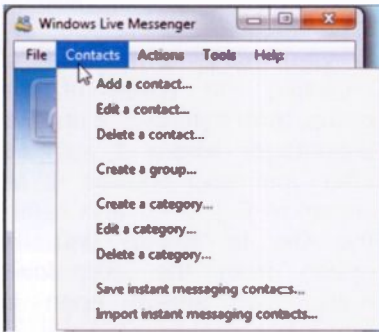 Windows Live Messenger
File Contacts Actions Tools Help
Add a contact...
Edit a contact...
Delete a contact...
Create a group...
Create a category...
Edit a category...
Delete a category...
Save instant messaging contacts...
Import instant messaging contacts...